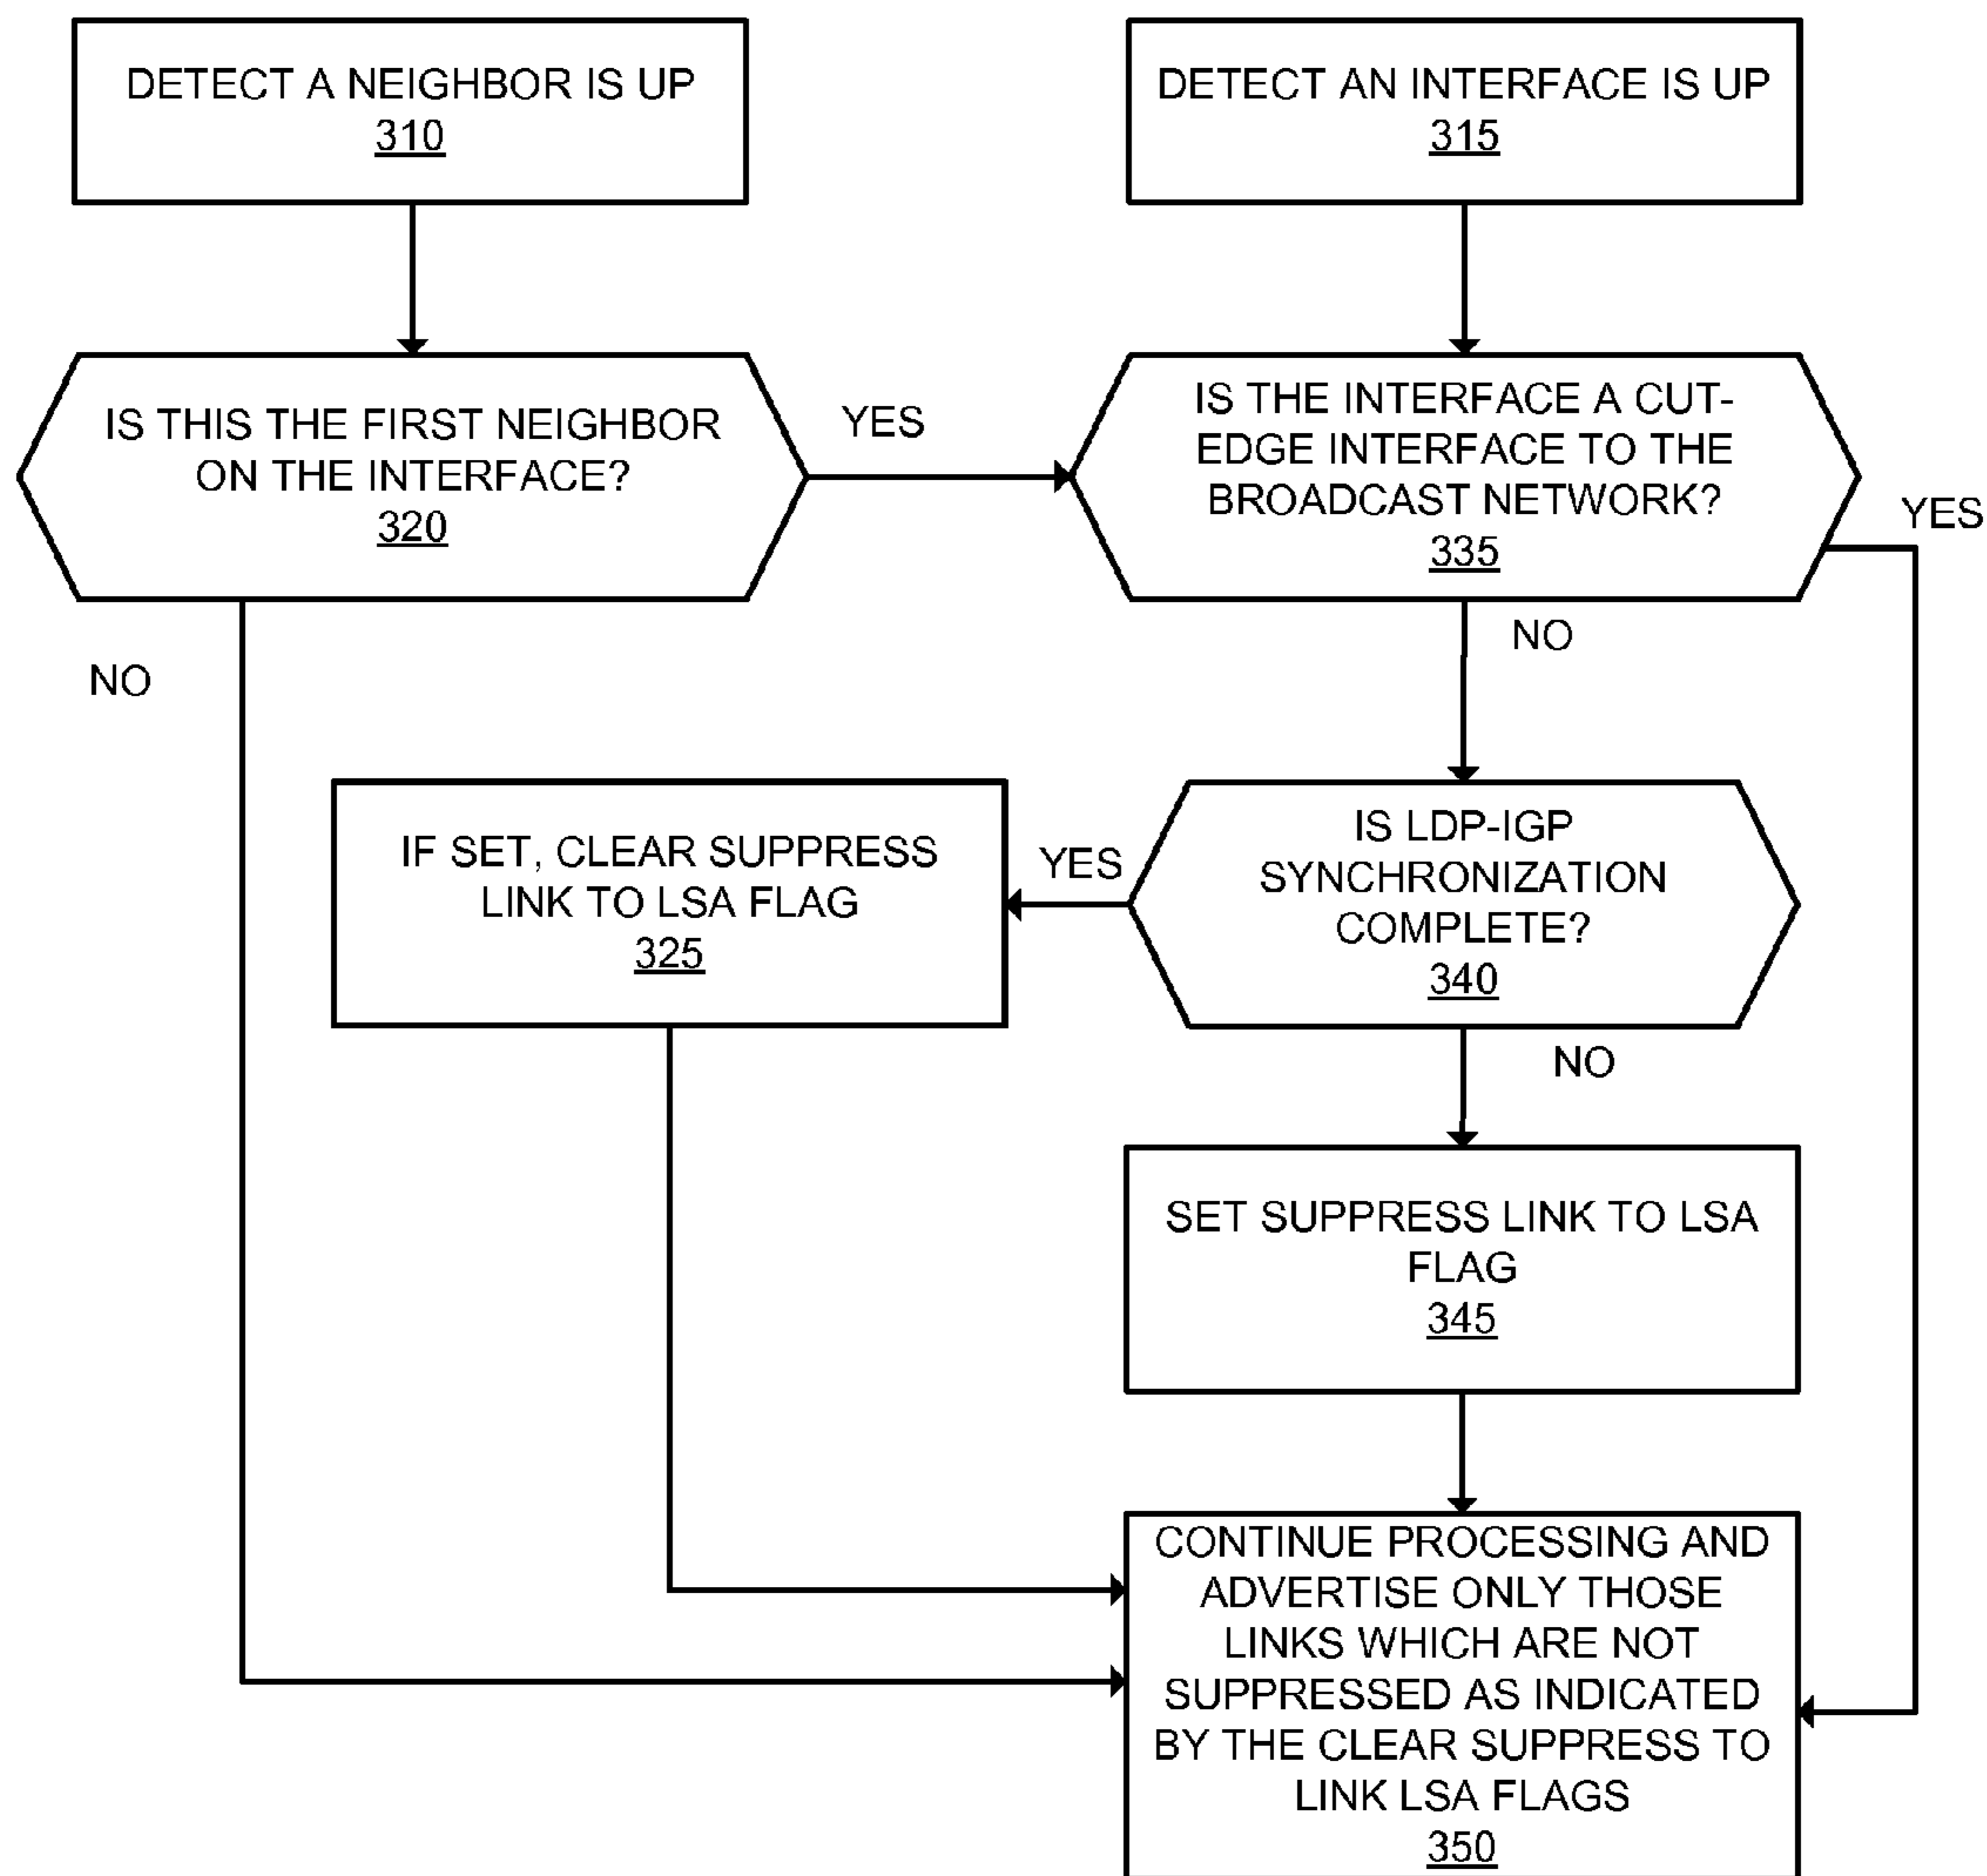 DETECT A NEIGHBOR IS UP
310
DETECT AN INTERFACE IS UP
315
IS THIS THE FIRST NEIGHBOR
ON THE INTERFACE?
320
YES
IS THE INTERFACE A CUT-
EDGE INTERFACE TO THE
BROADCAST NETWORK?
335
YES
NO
NO
IF SET, CLEAR SUPPRESS
LINK TO LSA FLAG
325
YES
IS LDP-IGP
SYNCHRONIZATION
COMPLETE?
340
NO
SET SUPPRESS LINK TO LSA
FLAG
345
CONTINUE PROCESSING AND
ADVERTISE ONLY THOSE
LINKS WHICH ARE NOT
SUPPRESSED AS INDICATED
BY THE CLEAR SUPPRESS TO
LINK LSA FLAGS
350